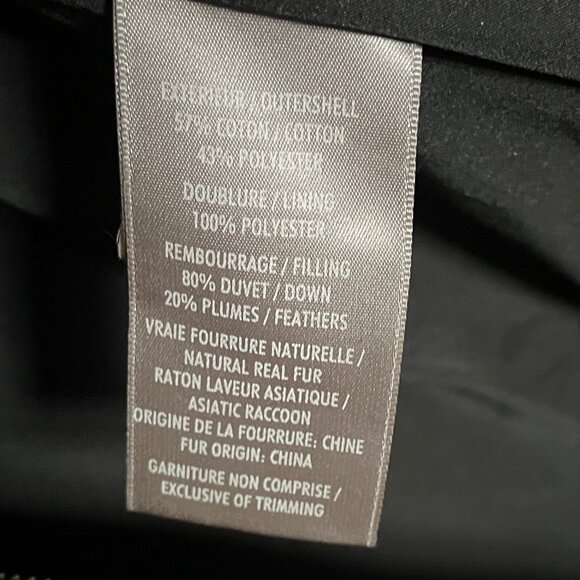 EXTÉRIEUR / OUTERSHELL
57% COTON / COTTON
43% POLYESTER
DOUBLURE / LINING
100% POLYESTER
REMBOURRAGE / FILLING
80% DUVET / DOWN
20% PLUMES / FEATHERS
VRAIE FOURRURE NATURELLE /
NATURAL REAL FUR
RATON LAVEUR ASIATIQUE /
ASIATIC RACCOON
ORIGINE DE LA FOURRURE: CHINE
FUR ORIGIN: CHINA
GARNITURE NON COMPRISE /
EXCLUSIVE OF TRIMMING